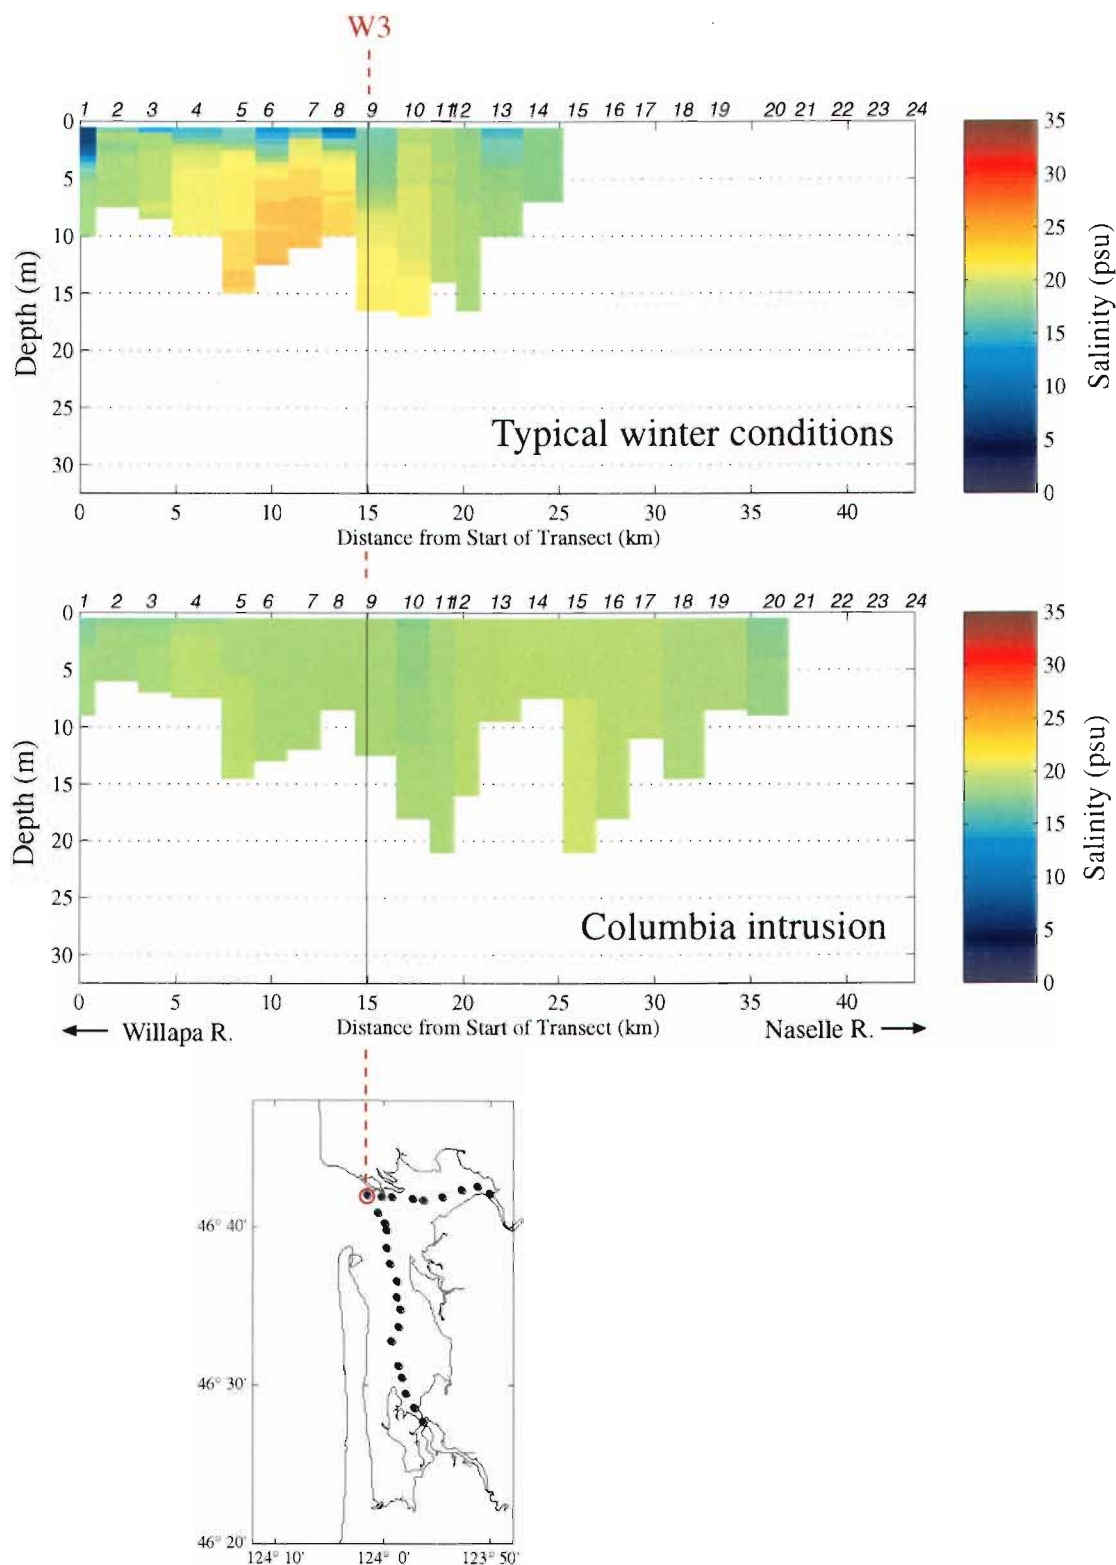 W3
1 2 3 4 5 6 7 8 9 10 11 12 13 14 15 16 17 18 19 20 21 22 23 24
0
5
10
15
20
25
30
Depth (m)
Typical winter conditions
0 5 10 15 20 25 30 35 40
Distance from Start of Transect (km)
35
30
25
20
15
10
5
0
Salinity (psu)
1 2 3 4 5 6 7 8 9 10 11 12 13 14 15 16 17 18 19 20 21 22 23 24
0
5
10
15
20
25
30
Depth (m)
Columbia intrusion
0 5 10 15 20 25 30 35 40
Willapa R. Distance from Start of Transect (km) Naselle R.
35
30
25
20
15
10
5
0
Salinity (psu)
46° 40'
46° 30'
46° 20'
124° 10' 124° 0' 123° 50'